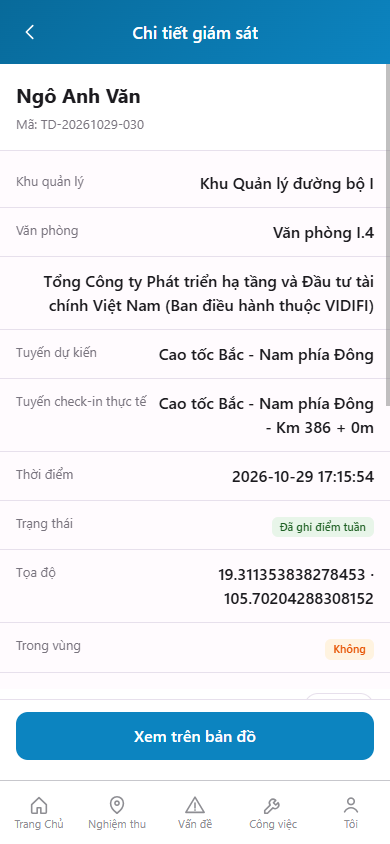 Chi tiết giám sát
Ngô Anh Văn
Mã: TD-20261029-030
Khu quản lý
Khu Quản lý đường bộ I
Văn phòng
Văn phòng I.4
Tổng Công ty Phát triển hạ tầng và Đầu tư tài
chính Việt Nam (Ban điều hành thuộc VIDIFI)
Tuyến dự kiến
Cao tốc Bắc - Nam phía Đông
Tuyến check-in thực tế
Cao tốc Bắc - Nam phía Đông
- Km 386 + 0m
Thời điểm
2026-10-29 17:15:54
Trạng thái
Đã ghi điểm tuần
Tọa độ
19.311353838278453 ·
105.70204288308152
Trong vùng
Không
Xem trên bản đồ
Trang Chủ
Nghiệm thu
Vấn đề
Công việc
Tôi